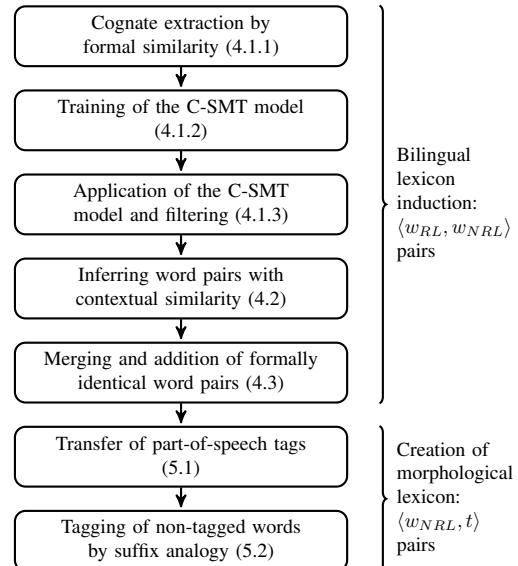 Cognate extraction by
formal similarity (4.1.1)
Training of the C-SMT model
(4.1.2)
Application of the C-SMT
model and filtering (4.1.3)
Inferring word pairs with
contextual similarity (4.2)
Merging and addition of formally
identical word pairs (4.3)
Bilingual
lexicon
induction:
⟨w_RL, w_NRL⟩
pairs
Transfer of part-of-speech tags
(5.1)
Tagging of non-tagged words
by suffix analogy (5.2)
Creation of
morphological
lexicon:
⟨w_NRL, t⟩
pairs